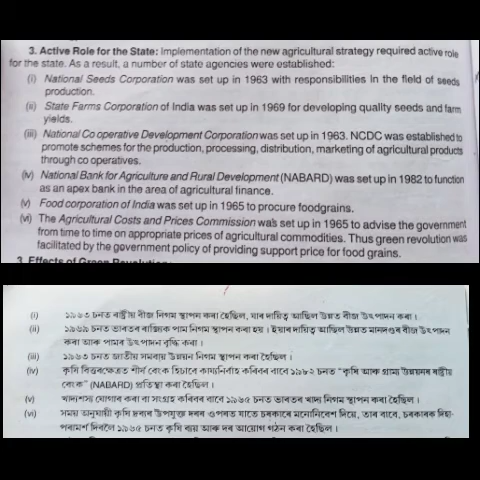 3. Active Role for the State: Implementation of the new agricultural strategy required active role
for the state. As a result, a number of state agencies were established:
(i) National Seeds Corporation was set up in 1963 with responsibilities in the field of seeds
production.
(ii) State Farms Corporation of India was set up in 1969 for developing quality seeds and farm
yields.
(iii) National Co operative Development Corporation was set up in 1963. NCDC was established to
promote schemes for the production, processing, distribution, marketing of agricultural products
through co operatives.
(iv) National Bank for Agriculture and Rural Development (NABARD) was set up in 1982 to function
as an apex bank in the area of agricultural finance.
(v) Food corporation of India was set up in 1965 to procure foodgrains.
(vi) The Agricultural Costs and Prices Commission was set up in 1965 to advise the government
from time to time on appropriate prices of agricultural commodities. Thus green revolution was
facilitated by the government policy of providing support price for food grains.
3. Effects of Green Revolution
(i) ১৯৬৩ চনত ৰাষ্ট্ৰীয় বীজ নিগম স্থাপন কৰা হৈছিল, যাৰ দায়িত্ব আছিল উন্নত বীজ উৎপাদন কৰা।
(ii) ১৯৬৯ চনত ভাৰতৰ ৰাজ্যিক পাম নিগম স্থাপন কৰা হয়। ইয়াৰ দায়িত্ব আছিল উন্নত মানদণ্ডৰ বীজ উৎপাদন
কৰা আৰু পামৰ উৎপাদন বৃদ্ধি কৰা।
(iii) ১৯৬৩ চনত জাতীয় সমবায় উন্নয়ন নিগম স্থাপন কৰা হৈছিল।
(iv) কৃষি বিত্তৰক্ষেত্ৰত শীৰ্ষ বেংক হিচাবে কাৰ্যনিৰ্বাহ কৰিবৰ বাবে ১৯৮২ চনত “কৃষি আৰু গ্ৰাম্য উন্নয়নৰ ৰাষ্ট্ৰীয়
বেংক” (NABARD) প্ৰতিষ্ঠা কৰা হৈছিল।
(v) খাদ্যশস্য যোগাৰ কৰা বা সংগ্ৰহ কৰিবৰ বাবে ১৯৬৫ চনত ভাৰতৰ খাদ্য নিগম স্থাপন কৰা হৈছিল।
(vi) সময় অনুযায়ী কৃষি দ্ৰব্যৰ উপযুক্ত দৰৰ ওপৰত যাতে চৰকাৰে মনোনিবেশ দিয়ে, তাৰ বাবে, চৰকাৰক দিহা-
পৰামৰ্শ দিবলৈ ১৯৬৫ চনত কৃষি ব্যয় আৰু দৰ আয়োগ গঠন কৰা হৈছিল।